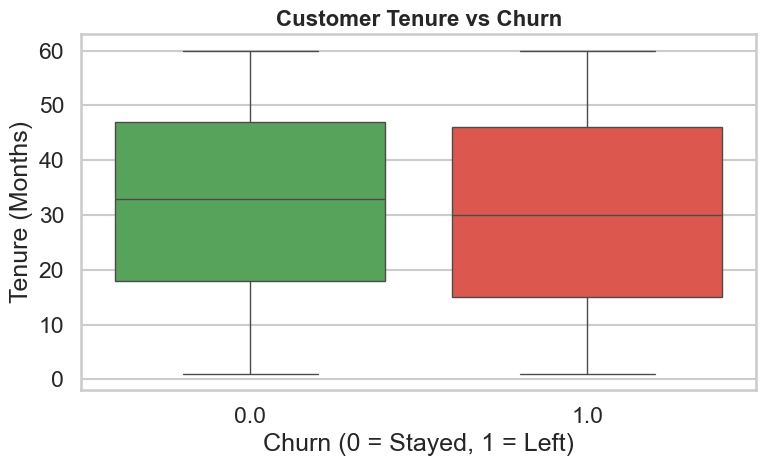 Customer Tenure vs Churn
Tenure (Months)
60
50
40
30
20
10
0
0.0 1.0
Churn (0 = Stayed, 1 = Left)